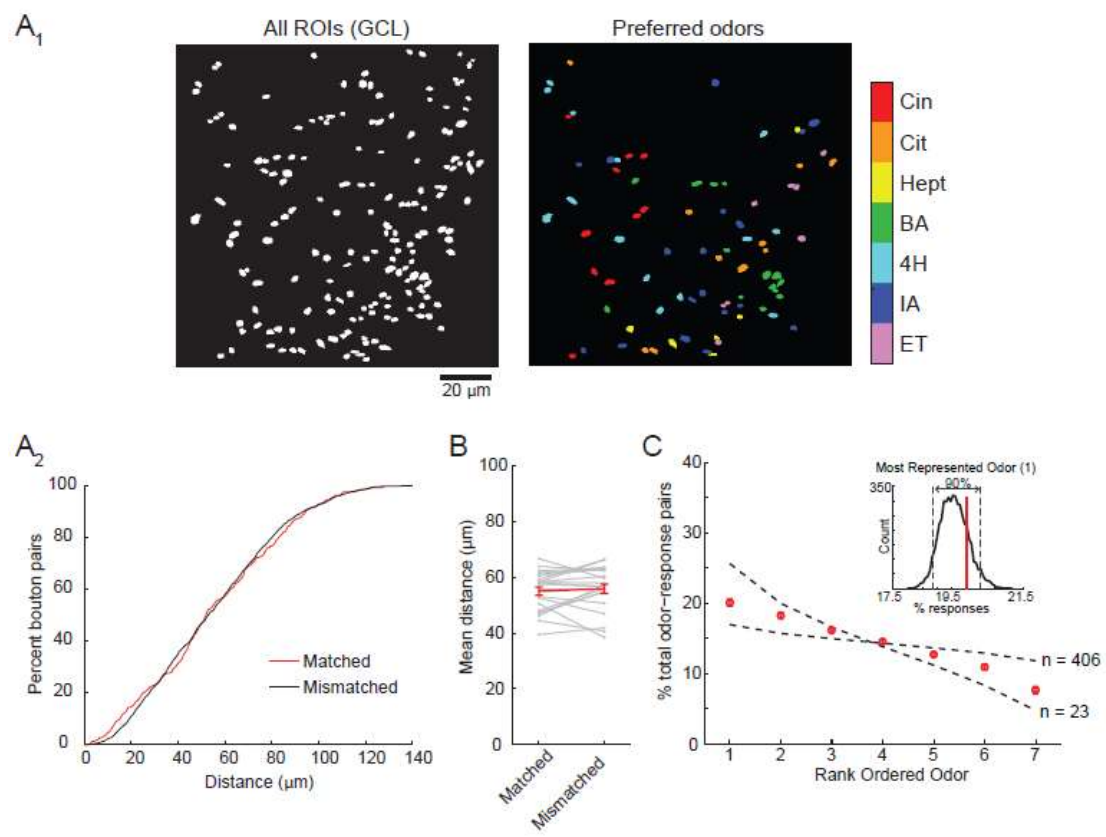 A1
All ROIs (GCL)
Preferred odors
Cin
Cit
Hept
BA
4H
IA
ET
20 µm
A2
100
80
60
40
20
0
Percent bouton pairs
Matched
Mismatched
0 20 40 60 80 100 120 140
Distance (µm)
B
100
80
60
40
20
0
Mean distance (µm)
Matched
Mismatched
C
40
30
20
10
0
% total odor−response pairs
Most Represented Odor (1)
90%
350
Count
17.5 19.5 21.5
% responses
n = 406
n = 23
1 2 3 4 5 6 7
Rank Ordered Odor